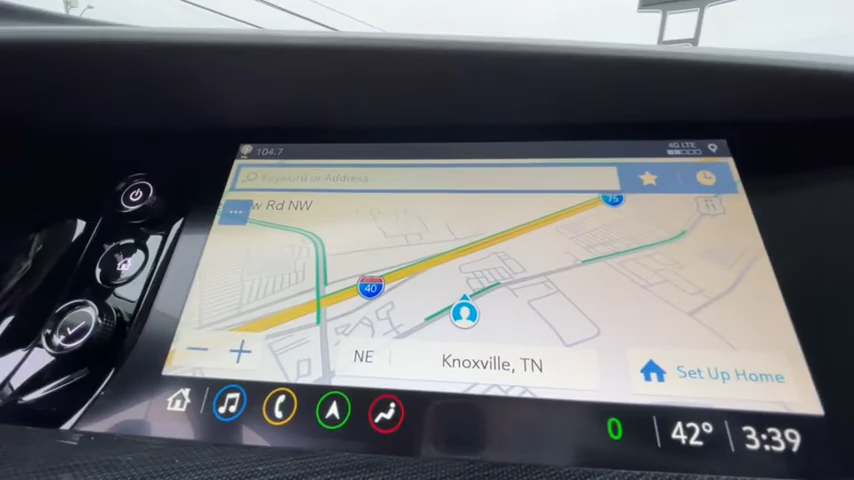 104.7
4G LTE
Keyword or Address
w Rd NW
75
11
40
NE
Knoxville, TN
Set Up Home
0
42°
3:39